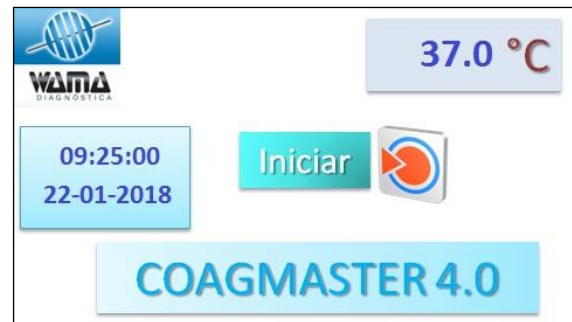 WAMA
DIAGNÓSTICA
37.0 °C
09:25:00
22-01-2018
Iniciar
COAGMASTER 4.0